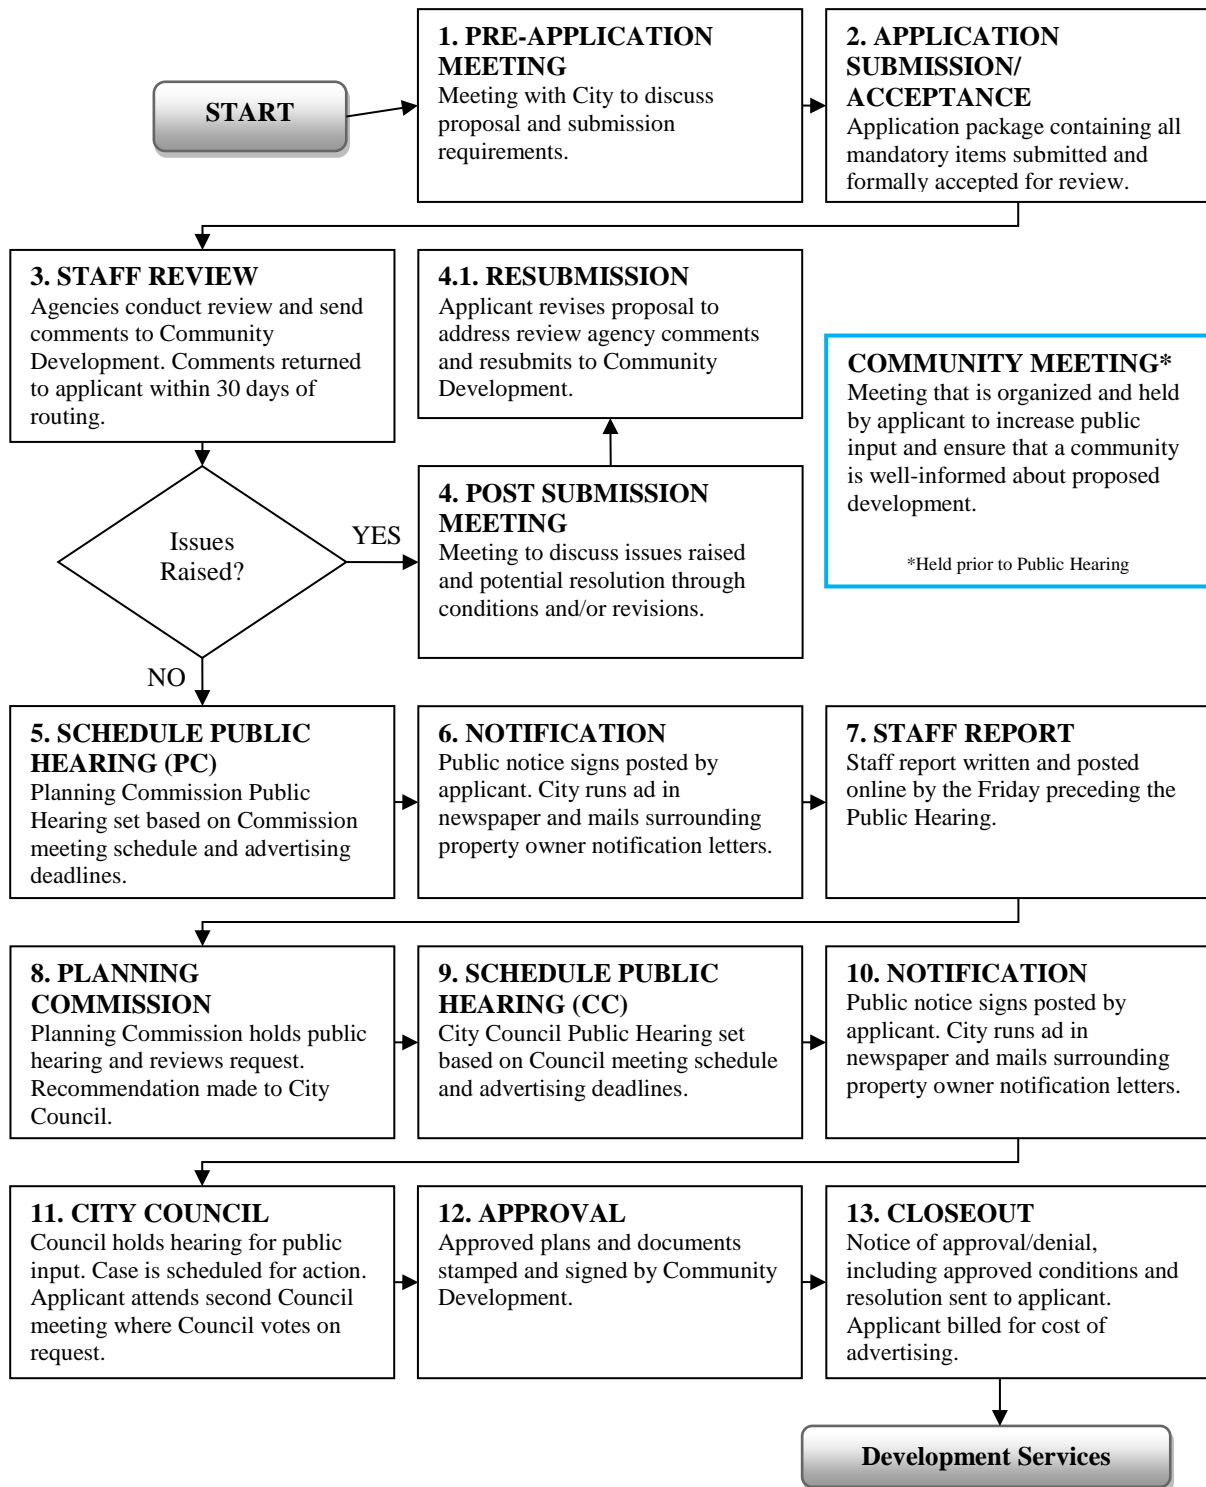 START
1. PRE-APPLICATION
MEETING
Meeting with City to discuss
proposal and submission
requirements.
2. APPLICATION
SUBMISSION/
ACCEPTANCE
Application package containing all
mandatory items submitted and
formally accepted for review.
3. STAFF REVIEW
Agencies conduct review and send
comments to Community
Development. Comments returned
to applicant within 30 days of
routing.
4.1. RESUBMISSION
Applicant revises proposal to
address review agency comments
and resubmits to Community
Development.
COMMUNITY MEETING*
Meeting that is organized and held
by applicant to increase public
input and ensure that a community
is well-informed about proposed
development.
*Held prior to Public Hearing
Issues
Raised?
YES
4. POST SUBMISSION
MEETING
Meeting to discuss issues raised
and potential resolution through
conditions and/or revisions.
NO
5. SCHEDULE PUBLIC
HEARING (PC)
Planning Commission Public
Hearing set based on Commission
meeting schedule and advertising
deadlines.
6. NOTIFICATION
Public notice signs posted by
applicant. City runs ad in
newspaper and mails surrounding
property owner notification letters.
7. STAFF REPORT
Staff report written and posted
online by the Friday preceding the
Public Hearing.
8. PLANNING
COMMISSION
Planning Commission holds public
hearing and reviews request.
Recommendation made to City
Council.
9. SCHEDULE PUBLIC
HEARING (CC)
City Council Public Hearing set
based on Council meeting schedule
and advertising deadlines.
10. NOTIFICATION
Public notice signs posted by
applicant. City runs ad in
newspaper and mails surrounding
property owner notification letters.
11. CITY COUNCIL
Council holds hearing for public
input. Case is scheduled for action.
Applicant attends second Council
meeting where Council votes on
request.
12. APPROVAL
Approved plans and documents
stamped and signed by Community
Development.
13. CLOSEOUT
Notice of approval/denial,
including approved conditions and
resolution sent to applicant.
Applicant billed for cost of
advertising.
Development Services